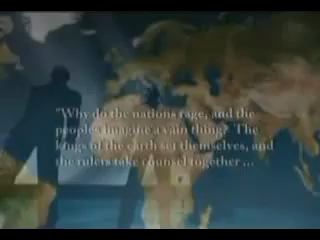 "Why do the nations rage, and the
peoples imagine a vain thing? The
kings of the earth set themselves, and
the rulers take counsel together ...